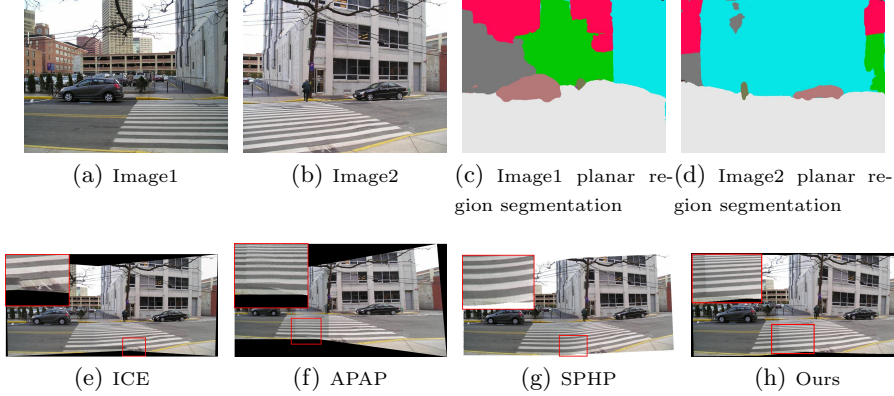 (a) Image1
(b) Image2
(c) Image1 planar re-
gion segmentation
(d) Image2 planar re-
gion segmentation
(e) ICE
(f) APAP
(g) SPHP
(h) Ours